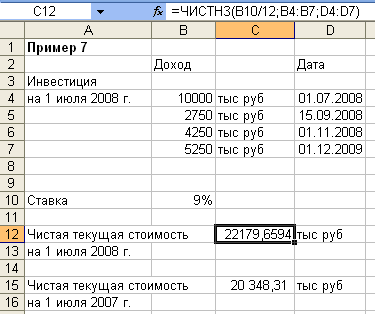 C12 fx =ЧИСТНЗ(B10/12;B4:B7;D4:D7)
A B C D
1 Пример 7
2 Доход Дата
3 Инвестиция
4 на 1 июля 2008 г. 10000 тыс руб 01.07.2008
5 2750 тыс руб 15.09.2008
6 4250 тыс руб 01.11.2008
7 5250 тыс руб 01.12.2009
8
9
10 Ставка 9%
11
12 Чистая текущая стоимость 22179,6594 тыс руб
13 на 1 июля 2008 г.
14
15 Чистая текущая стоимость 20 348,31 тыс руб
16 на 1 июля 2007 г.